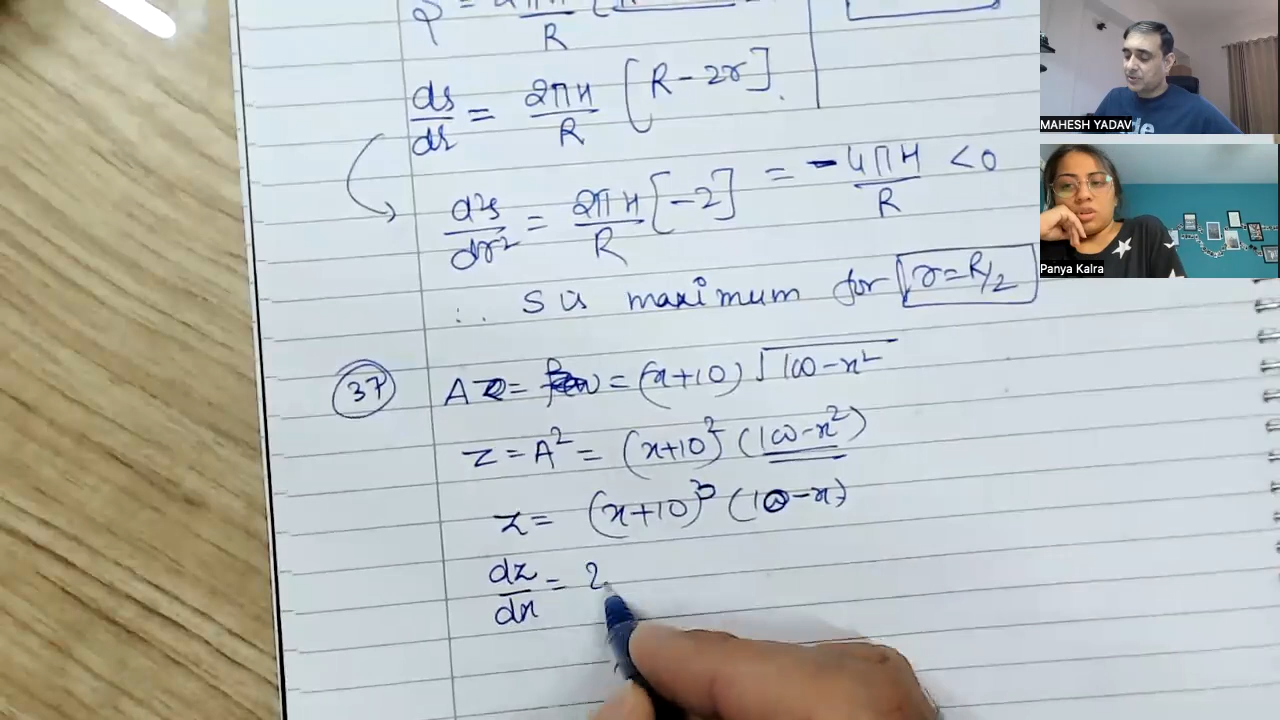 R
ds/dr = 2πH/R [R - 2r].
d²s/dr² = 2πH/R [-2] = -4πH/R < 0
∴ S is maximum for r = R/2
37 A = = (x+10) √100-x²
z = A² = (x+10)² (100-x²)
z = (x+10)³ (10-x)
dz/dx = 2
MAHESH YADAV
Panya Kalra